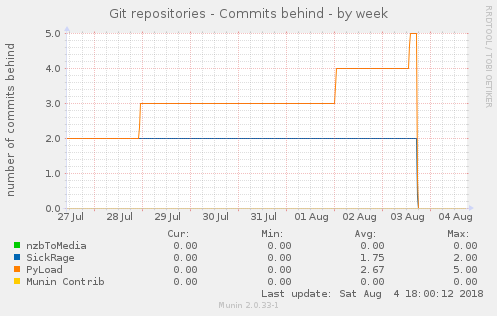 Git repositories - Commits behind - by week
RRDTOOL / TOBI OETIKER
number of commits behind
5.0
4.0
3.0
2.0
1.0
0.0
27 Jul 28 Jul 29 Jul 30 Jul 31 Jul 01 Aug 02 Aug 03 Aug 04 Aug
Cur: Min: Avg: Max:
nzbToMedia 0.00 0.00 0.00 0.00
SickRage 0.00 0.00 1.75 2.00
PyLoad 0.00 0.00 2.67 5.00
Munin Contrib 0.00 0.00 0.00 0.00
Last update: Sat Aug 4 18:00:12 2018
Munin 2.0.33-1